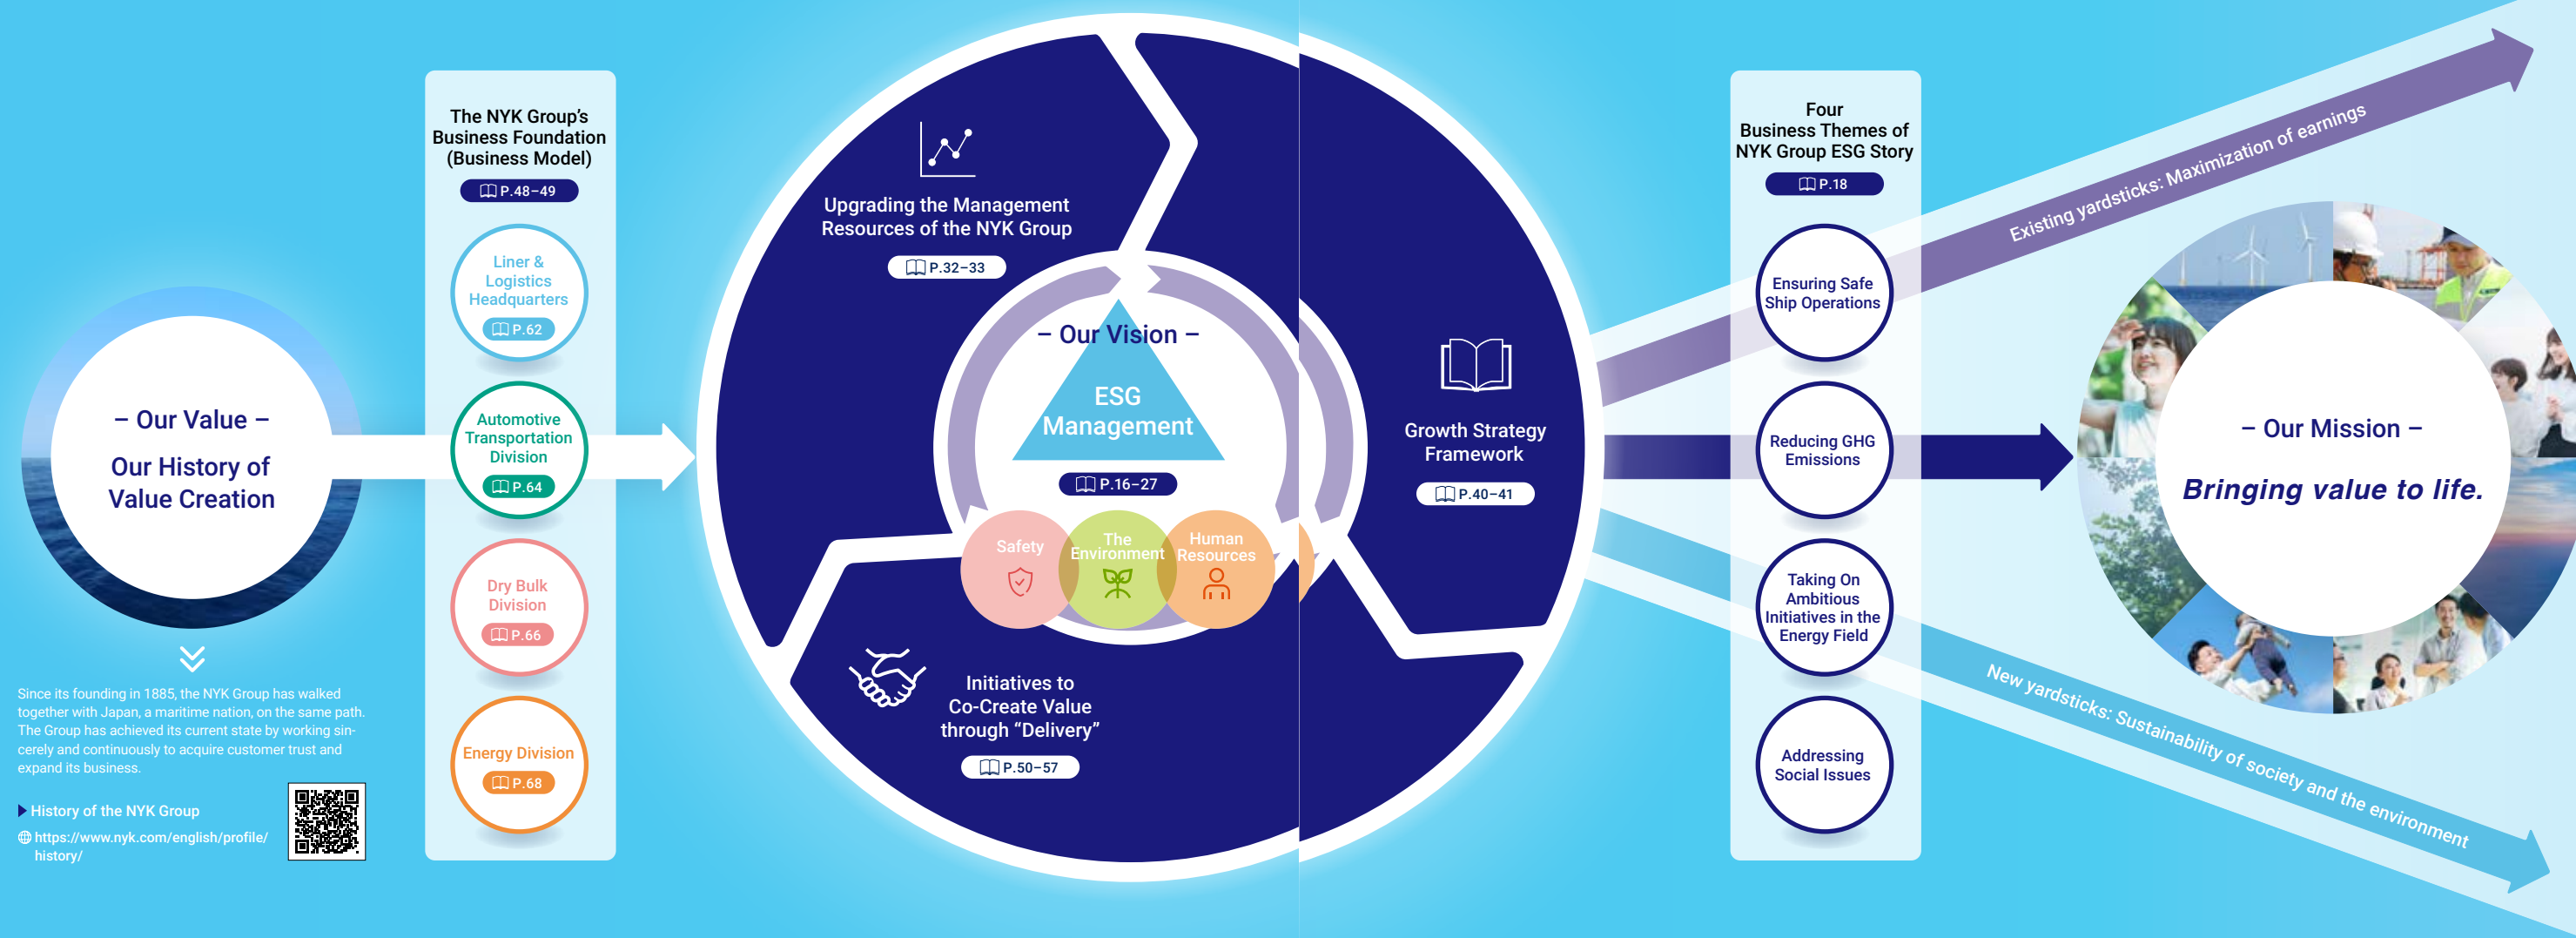 – Our Value –
Our History of
Value Creation
Since its founding in 1885, the NYK Group has walked
together with Japan, a maritime nation, on the same path.
The Group has achieved its current state by working sin-
cerely and continuously to acquire customer trust and
expand its business.
History of the NYK Group
https://www.nyk.com/english/profile/
history/
The NYK Group’s
Business Foundation
(Business Model)
P.48–49
Liner &
Logistics
Headquarters
P.62
Automotive
Transportation
Division
P.64
Dry Bulk
Division
P.66
Energy Division
P.68
Upgrading the Management
Resources of the NYK Group
P.32–33
– Our Vision –
ESG
Management
P.16–27
Safety
The
Environment
Human
Resources
Initiatives to
Co-Create Value
through “Delivery”
P.50–57
Growth Strategy
Framework
P.40–41
Four
Business Themes of
NYK Group ESG Story
P.18
Ensuring Safe
Ship Operations
Reducing GHG
Emissions
Taking On
Ambitious
Initiatives in the
Energy Field
Addressing
Social Issues
Existing yardsticks: Maximization of earnings
New yardsticks: Sustainability of society and the environment
– Our Mission –
Bringing value to life.